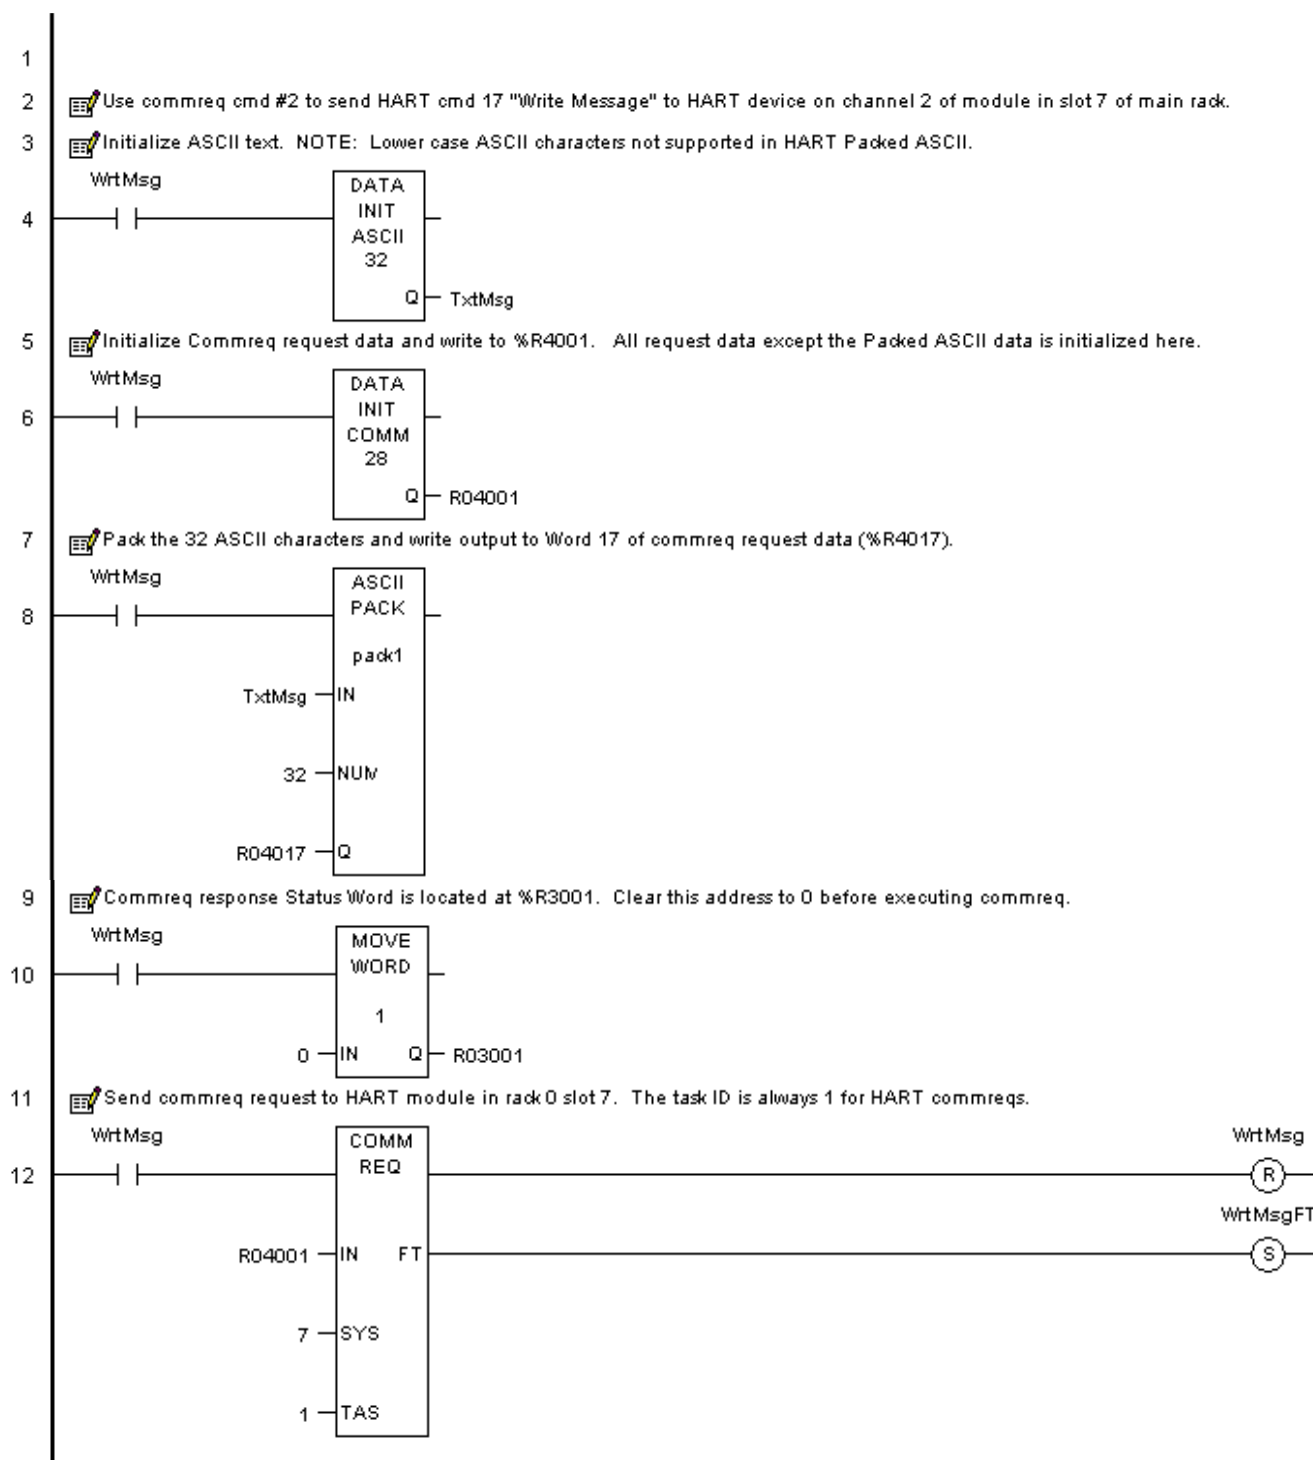 1
2 Use commreq cmd #2 to send HART cmd 17 "Write Message" to HART device on channel 2 of module in slot 7 of main rack.
3 Initialize ASCII text. NOTE: Lower case ASCII characters not supported in HART Packed ASCII.
WrtMsg
DATA
4 INIT
ASCII
32
Q TxtMsg
5 Initialize Commreq request data and write to %R4001. All request data except the Packed ASCII data is initialized here.
WrtMsg
DATA
6 INIT
COMM
28
Q R04001
7 Pack the 32 ASCII characters and write output to Word 17 of commreq request data (%R4017).
WrtMsg
ASCII
8 PACK
pack1
TxtMsg IN
32 NUM
R04017 Q
9 Commreq response Status Word is located at %R3001. Clear this address to 0 before executing commreq.
WrtMsg
MOVE
10 WORD
1
0 IN Q R03001
11 Send commreq request to HART module in rack 0 slot 7. The task ID is always 1 for HART commreqs.
WrtMsg COMM WrtMsg
12 REQ R
WrtMsgFT
R04001 IN FT S
7 SYS
1 TAS